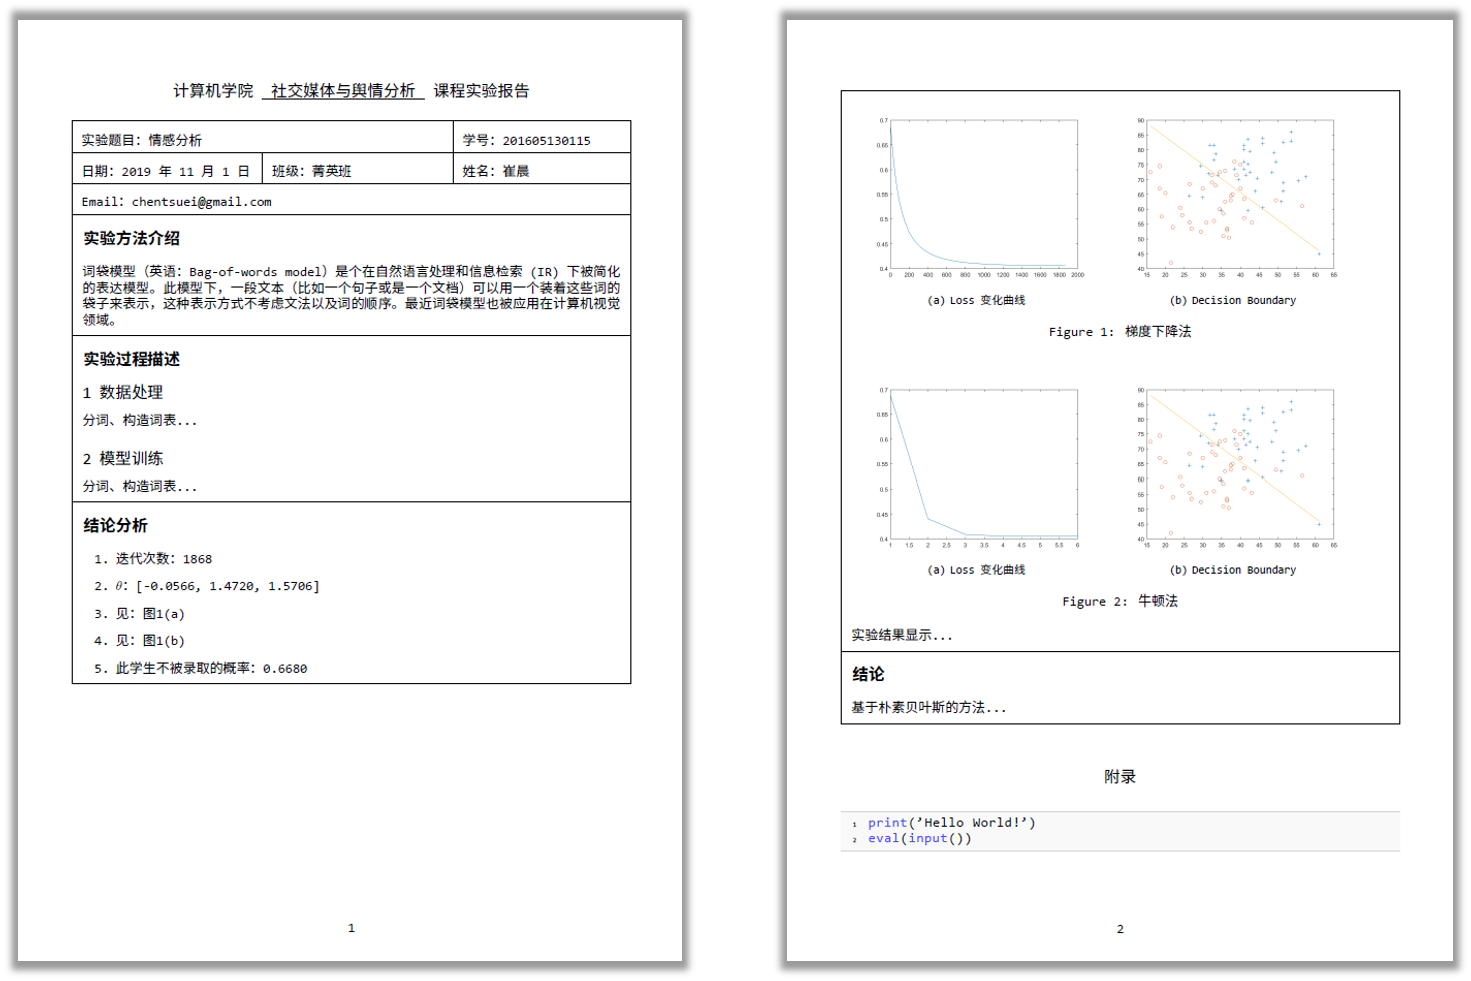 计算机学院 社交媒体与舆情分析 课程实验报告
实验题目：情感分析 学号：201605130115
日期：2019 年 11 月 1 日 班级：菁英班 姓名：崔晨
Email：chentsuei@gmail.com
实验方法介绍
词袋模型（英语：Bag-of-words model）是个在自然语言处理和信息检索 (IR) 下被简化
的表达模型。此模型下，一段文本（比如一个句子或是一个文档）可以用一个装着这些词的
袋子来表示，这种表示方式不考虑文法以及词的顺序。最近词袋模型也被应用在计算机视觉
领域。
实验过程描述
1 数据处理
分词、构造词表...
2 模型训练
分词、构造词表...
结论分析
1. 迭代次数：1868
2. θ：[-0.0566, 1.4720, 1.5706]
3. 见：图1(a)
4. 见：图1(b)
5. 此学生不被录取的概率：0.6680
1
0.7
0.65
0.6
0.55
0.5
0.45
0.4
0 200 400 600 800 1000 1200 1400 1600 1800 2000
(a) Loss 变化曲线
90
85
80
75
70
65
60
55
50
45
40
15 20 25 30 35 40 45 50 55 60 65
(b) Decision Boundary
Figure 1: 梯度下降法
0.7
0.65
0.6
0.55
0.5
0.45
0.4
1 1.5 2 2.5 3 3.5 4 4.5 5 5.5 6
(a) Loss 变化曲线
90
85
80
75
70
65
60
55
50
45
40
15 20 25 30 35 40 45 50 55 60 65
(b) Decision Boundary
Figure 2: 牛顿法
实验结果显示...
结论
基于朴素贝叶斯的方法...
附录
1 print(’Hello World!’)
2 eval(input())
2